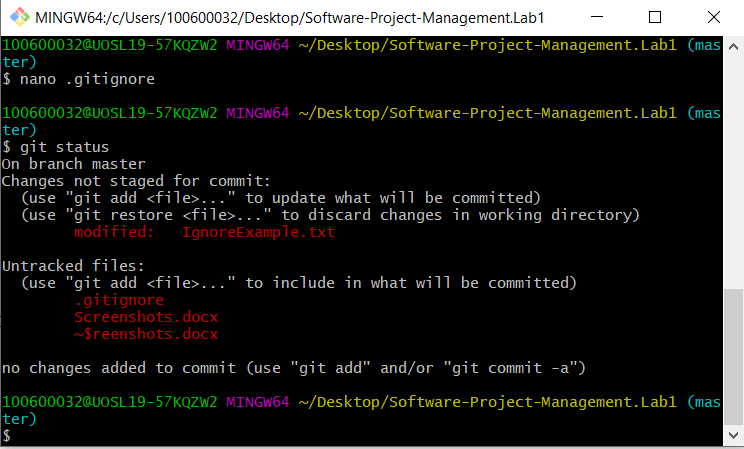 MINGW64:/c/Users/100600032/Desktop/Software-Project-Management.Lab1
100600032@UOSL19-57KQZW2 MINGW64 ~/Desktop/Software-Project-Management.Lab1 (mas
ter)
$ nano .gitignore
100600032@UOSL19-57KQZW2 MINGW64 ~/Desktop/Software-Project-Management.Lab1 (mas
ter)
$ git status
On branch master
Changes not staged for commit:
  (use "git add <file>..." to update what will be committed)
  (use "git restore <file>..." to discard changes in working directory)
        modified:   IgnoreExample.txt
Untracked files:
  (use "git add <file>..." to include in what will be committed)
        .gitignore
        Screenshots.docx
        ~$reenshots.docx
no changes added to commit (use "git add" and/or "git commit -a")
100600032@UOSL19-57KQZW2 MINGW64 ~/Desktop/Software-Project-Management.Lab1 (mas
ter)
$